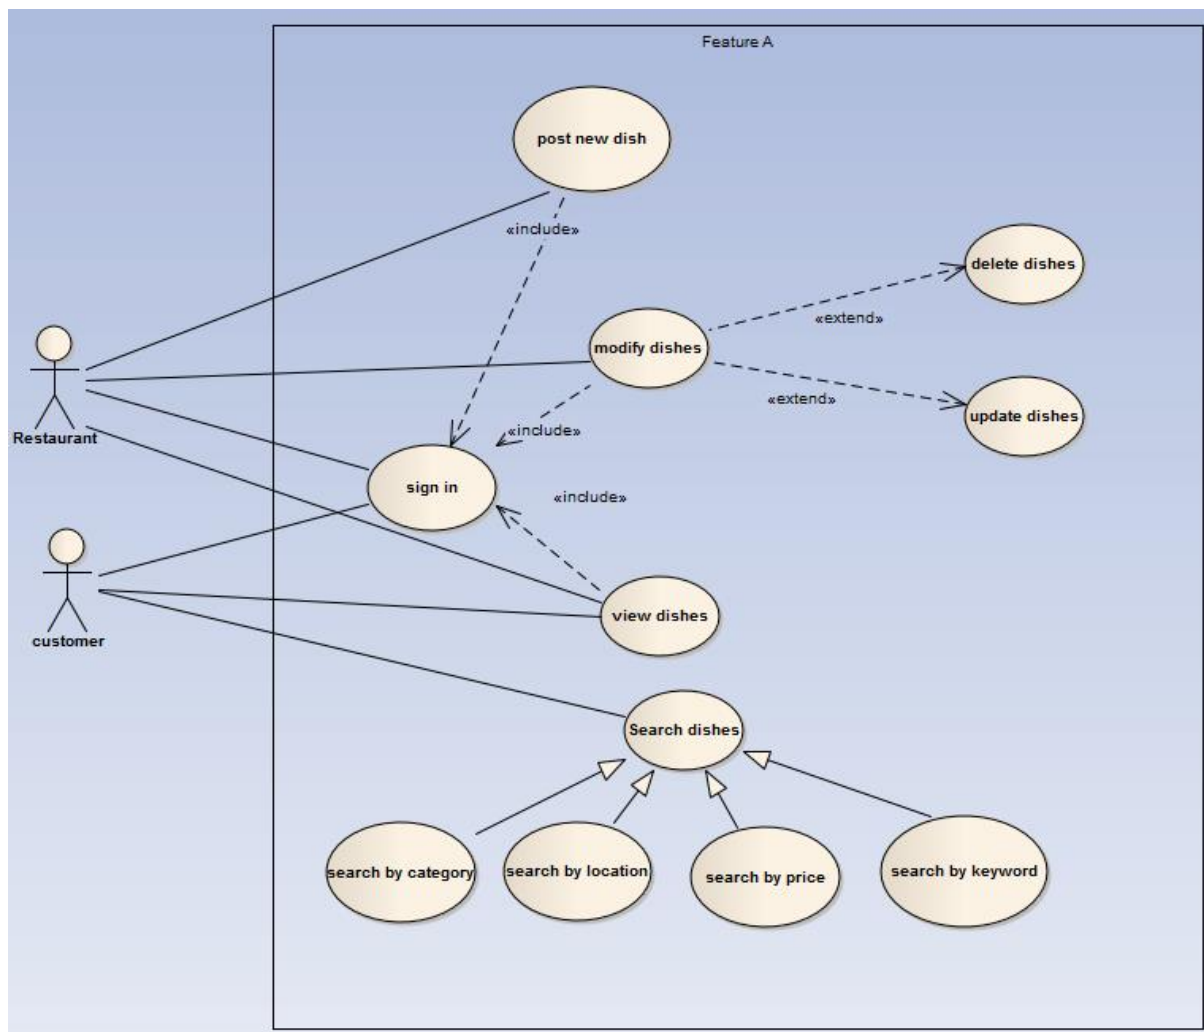 Feature A
post new dish
«include»
delete dishes
«extend»
modify dishes
«extend»
update dishes
«include»
Restaurant
sign in
«include»
view dishes
customer
Search dishes
search by category
search by location
search by price
search by keyword